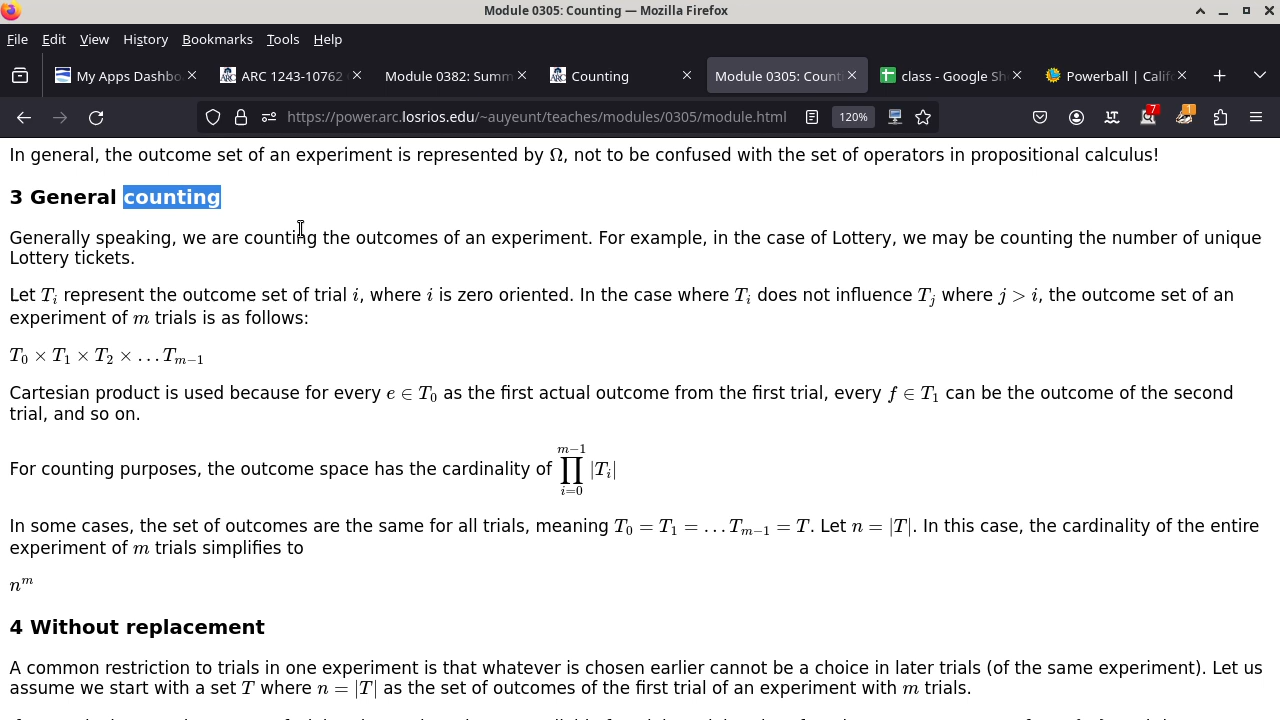 Module 0305: Counting — Mozilla Firefox
File Edit View History Bookmarks Tools Help
My Apps Dashbo ARC 1243-10762 Module 0382: Summ Counting Module 0305: Count class - Google Sh Powerball | Calif
https://power.arc.losrios.edu/~auyeunt/teaches/modules/0305/module.html 120% 7 1
In general, the outcome set of an experiment is represented by Ω, not to be confused with the set of operators in propositional calculus!
3 General counting
Generally speaking, we are counting the outcomes of an experiment. For example, in the case of Lottery, we may be counting the number of unique
Lottery tickets.
Let T_i represent the outcome set of trial i, where i is zero oriented. In the case where T_i does not influence T_j where j > i, the outcome set of an
experiment of m trials is as follows:
T_0 × T_1 × T_2 × … T_{m−1}
Cartesian product is used because for every e ∈ T_0 as the first actual outcome from the first trial, every f ∈ T_1 can be the outcome of the second
trial, and so on.
For counting purposes, the outcome space has the cardinality of ∏_{i=0}^{m−1} |T_i|
In some cases, the set of outcomes are the same for all trials, meaning T_0 = T_1 = … T_{m−1} = T. Let n = |T|. In this case, the cardinality of the entire
experiment of m trials simplifies to
n^m
4 Without replacement
A common restriction to trials in one experiment is that whatever is chosen earlier cannot be a choice in later trials (of the same experiment). Let us
assume we start with a set T where n = |T| as the set of outcomes of the first trial of an experiment with m trials.